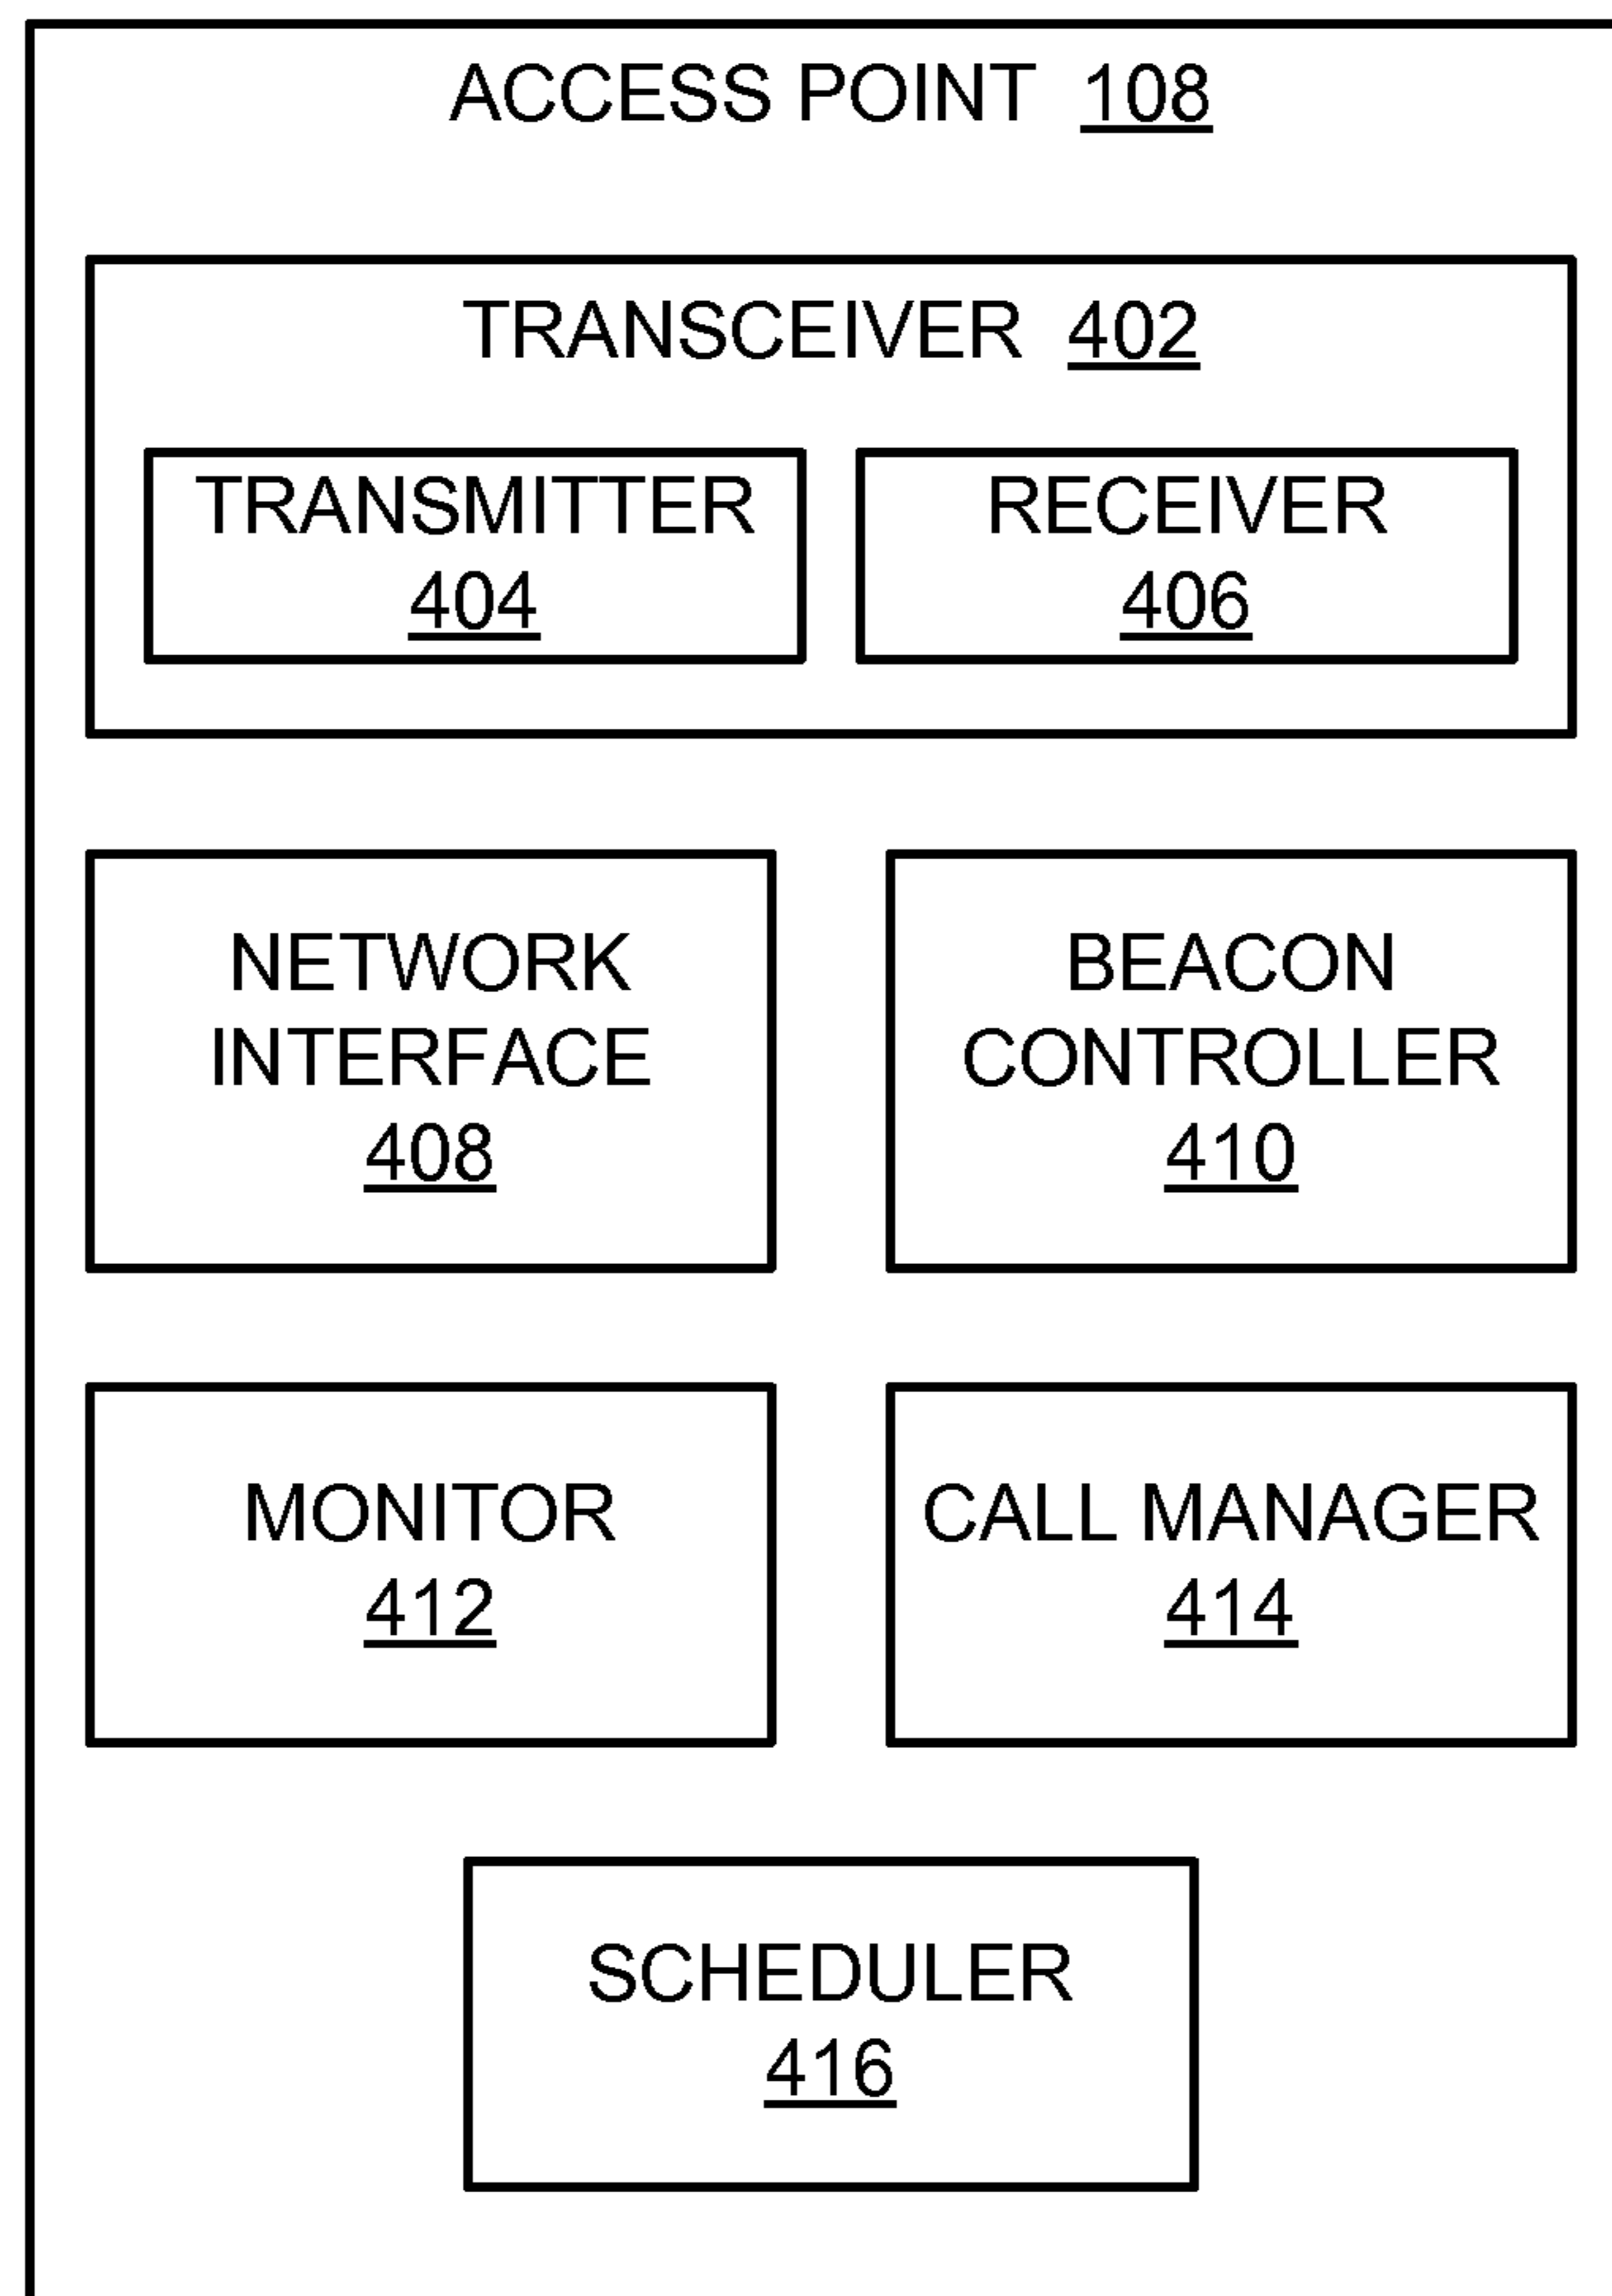 ACCESS POINT 108
TRANSCEIVER 402
TRANSMITTER
404
RECEIVER
406
NETWORK
INTERFACE
408
BEACON
CONTROLLER
410
MONITOR
412
CALL MANAGER
414
SCHEDULER
416